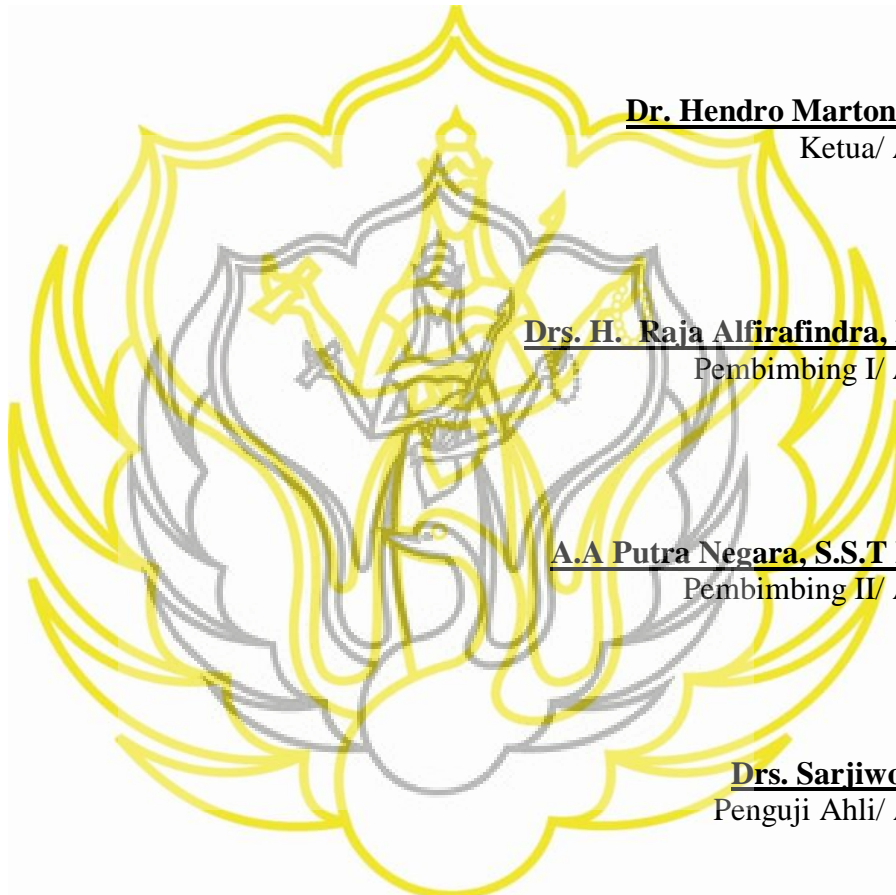 Dr. Hendro Marton
Ketua/ A
Drs. H. Raja Alfirafindra,
Pembimbing I/ A
A.A Putra Negara, S.S.T
Pembimbing II/ A
Drs. Sarjiwo
Penguji Ahli/ A